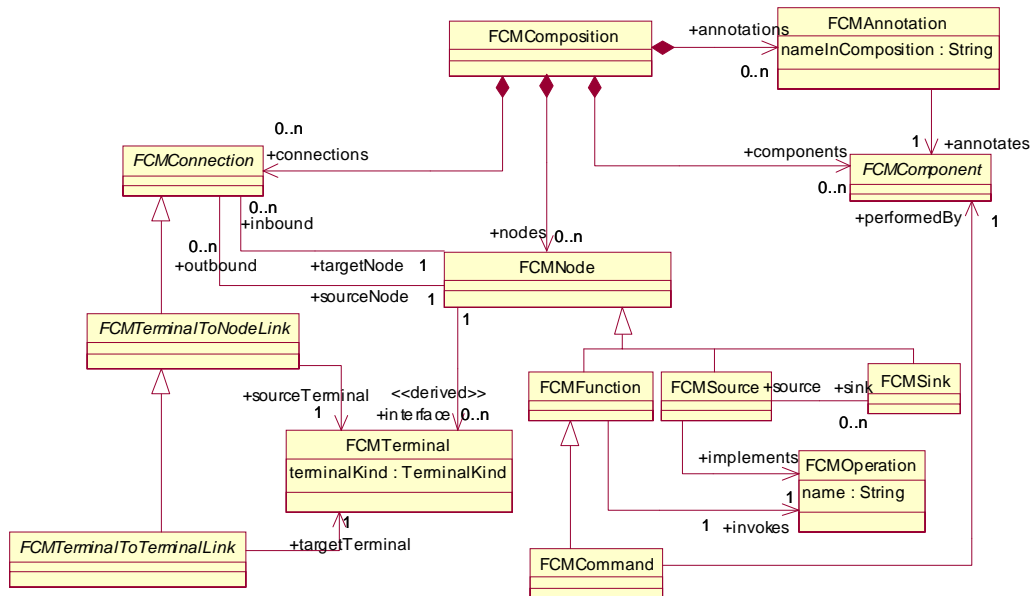 FCMComposition
+annotations
0..n
FCMAnnotation
nameInComposition : String
1
+annotates
0..n
+connections
FCMConnection
+components
0..n
FCMComponent
+performedBy
1
0..n
+inbound
0..n
+outbound
+targetNode
1
+sourceNode
1
+nodes
0..n
FCMNode
1
FCMTerminalToNodeLink
+sourceTerminal
1
<<derived>>
+interface
0..n
FCMFunction
FCMSource
+source
+sink
0..n
FCMSink
FCMTerminal
terminalKind : TerminalKind
+implements
1
FCMOperation
name : String
1
+invokes
1
+targetTerminal
FCMTerminalToTerminalLink
FCMCommand